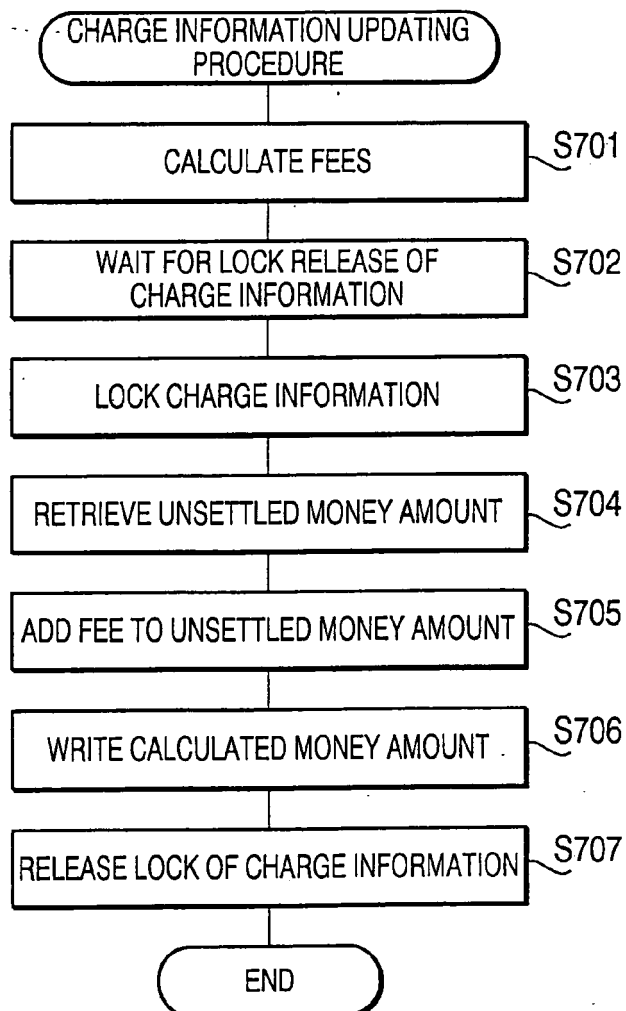 CHARGE INFORMATION UPDATING
PROCEDURE
CALCULATE FEES
S701
WAIT FOR LOCK RELEASE OF
CHARGE INFORMATION
S702
LOCK CHARGE INFORMATION
S703
RETRIEVE UNSETTLED MONEY AMOUNT
S704
ADD FEE TO UNSETTLED MONEY AMOUNT
S705
WRITE CALCULATED MONEY AMOUNT
S706
RELEASE LOCK OF CHARGE INFORMATION
S707
END